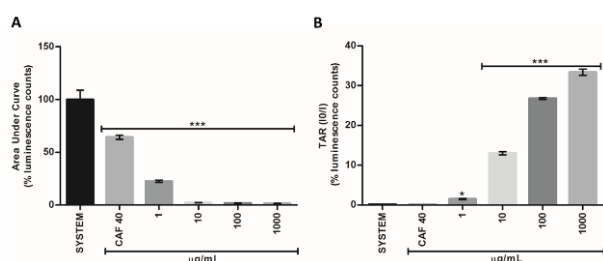 A
Area Under Curve
(% luminescence counts)
150
100
50
0
***
SYSTEM
CAF 40
1
10
100
1000
µg/mL
B
TAR (I0/I)
(% luminescence counts)
40
30
20
10
0
*
***
SYSTEM
CAF 40
1
10
100
1000
µg/mL